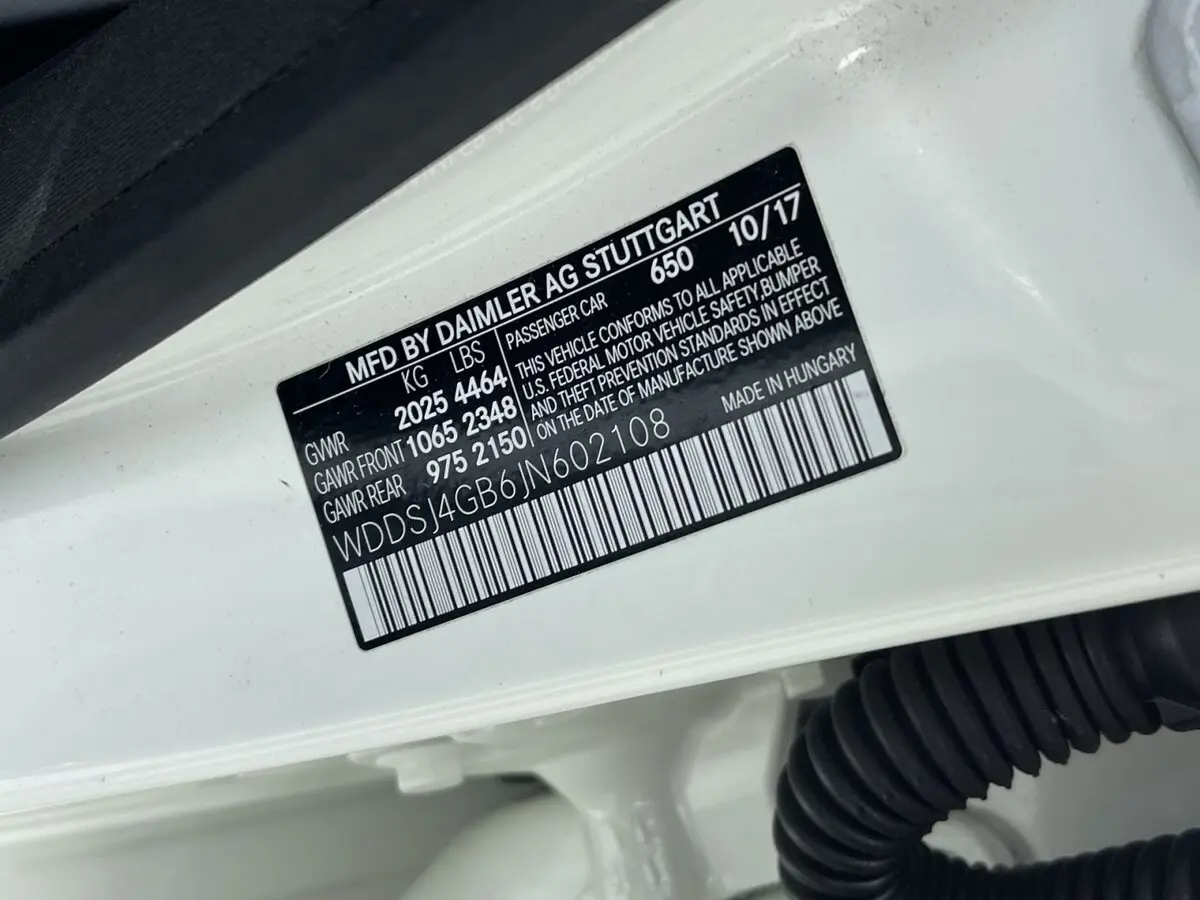 MFD BY DAIMLER AG STUTTGART
KG LBS
GVWR 2025 4464
GAWR FRONT 1065 2348
GAWR REAR 975 2150
PASSENGER CAR 650 10/17
THIS VEHICLE CONFORMS TO ALL APPLICABLE
U.S. FEDERAL MOTOR VEHICLE SAFETY,BUMPER
AND THEFT PREVENTION STANDARDS IN EFFECT
ON THE DATE OF MANUFACTURE SHOWN ABOVE
WDDSJ4GB6JN602108
MADE IN HUNGARY